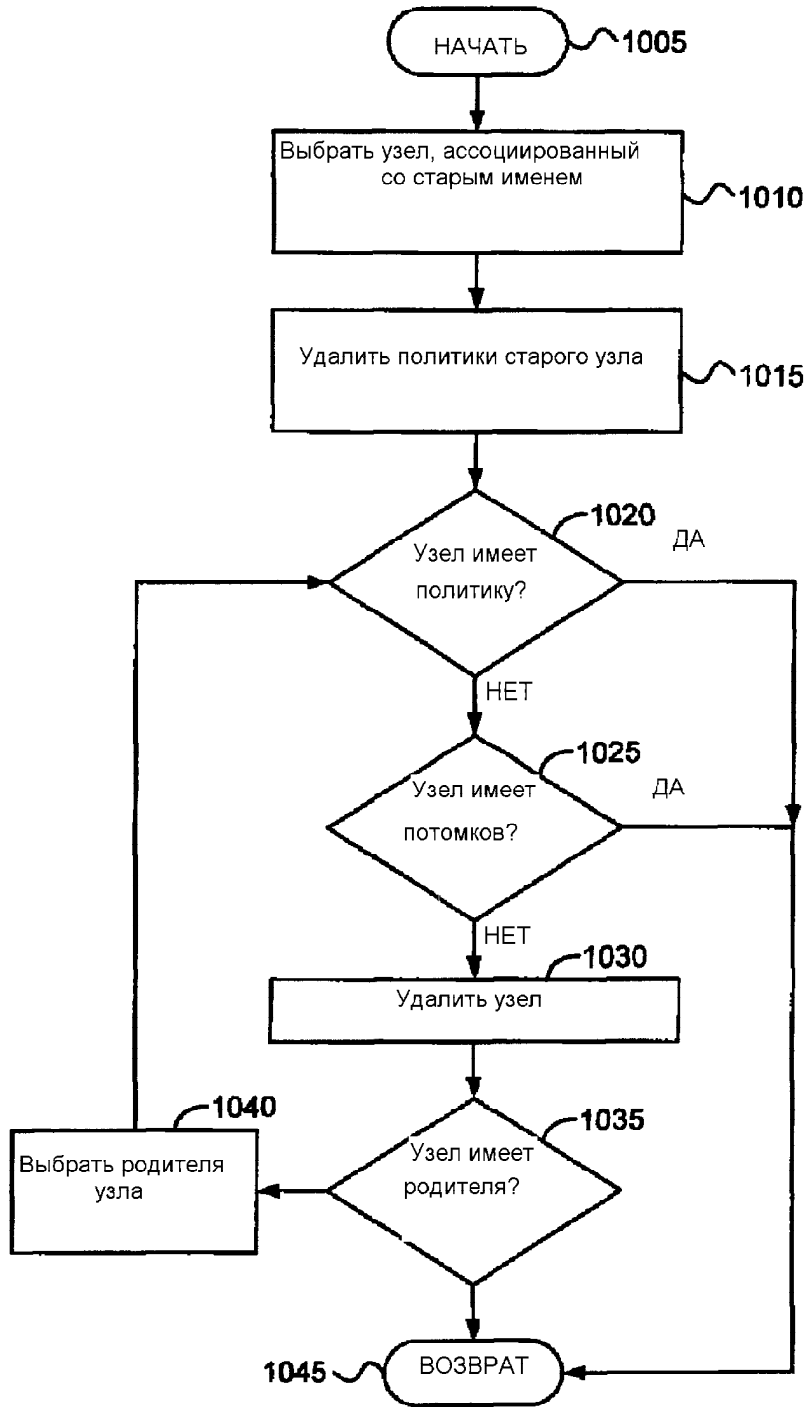 НАЧАТЬ
1005
Выбрать узел, ассоциированный
со старым именем
1010
Удалить политики старого узла
1015
1020
Узел имеет
политику?
ДА
НЕТ
1025
Узел имеет
потомков?
ДА
НЕТ
1030
Удалить узел
1040
Выбрать родителя
узла
1035
Узел имеет
родителя?
1045
ВОЗВРАТ